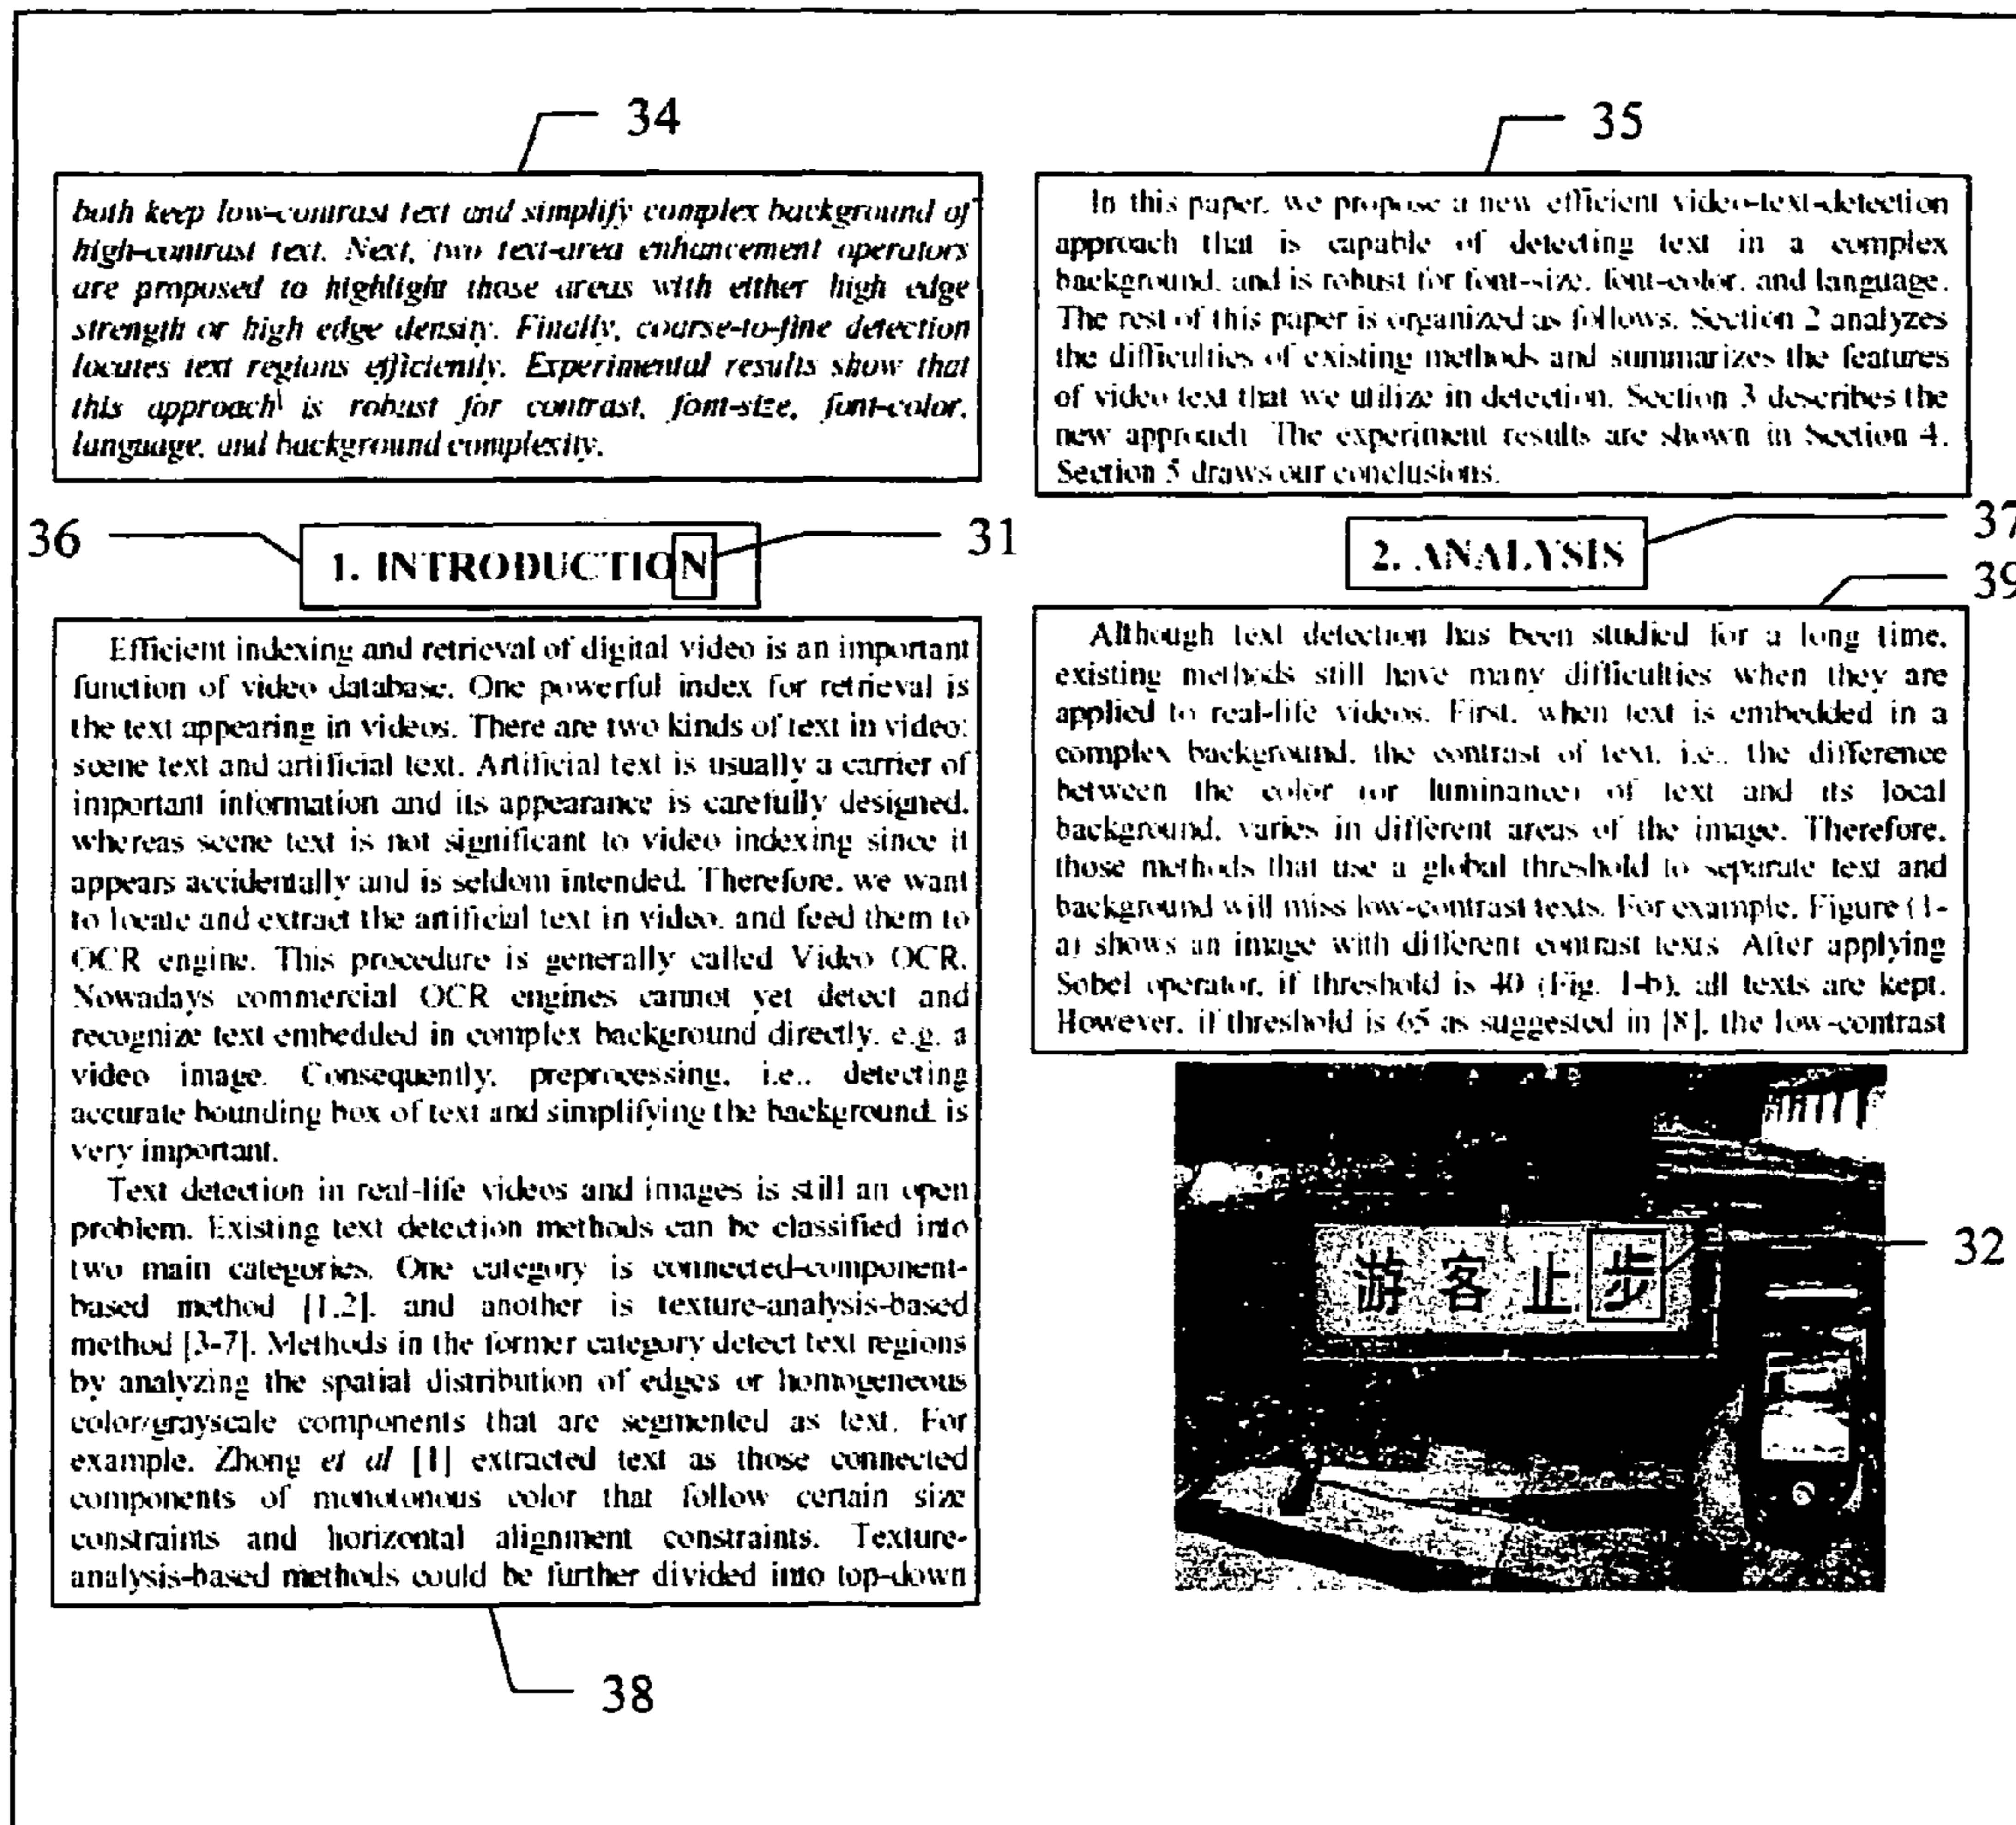 34
both keep low-contrast text and simplify complex background of
high-contrast text. Next, two text-area enhancement operators
are proposed to highlight those areas with either high edge
strength or high edge density. Finally, coarse-to-fine detection
locates text regions efficiently. Experimental results show that
this approach is robust for contrast, font-size, font-color,
language, and background complexity.
36
1. INTRODUCTION
31
Efficient indexing and retrieval of digital video is an important
function of video database. One powerful index for retrieval is
the text appearing in videos. There are two kinds of text in video:
scene text and artificial text. Artificial text is usually a carrier of
important information and its appearance is carefully designed,
whereas scene text is not significant to video indexing since it
appears accidentally and is seldom intended. Therefore, we want
to locate and extract the artificial text in video, and feed them to
OCR engine. This procedure is generally called Video OCR.
Nowadays commercial OCR engines cannot yet detect and
recognize text embedded in complex background directly, e.g. a
video image. Consequently, preprocessing, i.e., detecting
accurate bounding box of text and simplifying the background, is
very important.
Text detection in real-life videos and images is still an open
problem. Existing text detection methods can be classified into
two main categories. One category is connected-component-
based method [1,2], and another is texture-analysis-based
method [3-7]. Methods in the former category detect text regions
by analyzing the spatial distribution of edges or homogeneous
color/grayscale components that are segmented as text. For
example, Zhong et al [1] extracted text as those connected
components of monotonous color that follow certain size
constraints and horizontal alignment constraints. Texture-
analysis-based methods could be further divided into top-down
38
35
In this paper, we propose a new efficient video-text-detection
approach that is capable of detecting text in a complex
background, and is robust for font-size, font-color, and language.
The rest of this paper is organized as follows. Section 2 analyzes
the difficulties of existing methods and summarizes the features
of video text that we utilize in detection. Section 3 describes the
new approach. The experiment results are shown in Section 4.
Section 5 draws our conclusions.
37
2. ANALYSIS
39
Although text detection has been studied for a long time,
existing methods still have many difficulties when they are
applied to real-life videos. First, when text is embedded in a
complex background, the contrast of text, i.e., the difference
between the color (or luminance) of text and its local
background, varies in different areas of the image. Therefore,
those methods that use a global threshold to separate text and
background will miss low-contrast texts. For example, Figure (1-
a) shows an image with different contrast texts. After applying
Sobel operator, if threshold is 40 (Fig. 1-b), all texts are kept.
However, if threshold is 65 as suggested in [8], the low-contrast
游客止步
32